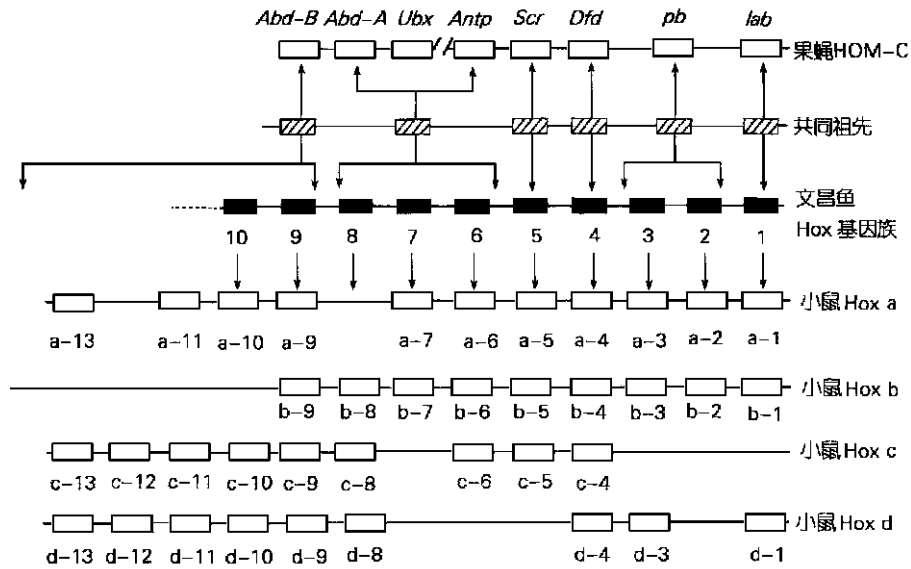 Abd-B Abd-A Ubx Antp Scr Dfd pb lab
果蝇HOM-C
共同祖先
文昌鱼
10 9 8 7 6 5 4 3 2 1 Hox 基因族
小鼠Hox a
a-13 a-11 a-10 a-9 a-7 a-6 a-5 a-4 a-3 a-2 a-1
小鼠Hox b
b-9 b-8 b-7 b-6 b-5 b-4 b-3 b-2 b-1
小鼠Hox c
c-13 c-12 c-11 c-10 c-9 c-8 c-6 c-5 c-4
小鼠Hox d
d-13 d-12 d-11 d-10 d-9 d-8 d-4 d-3 d-1